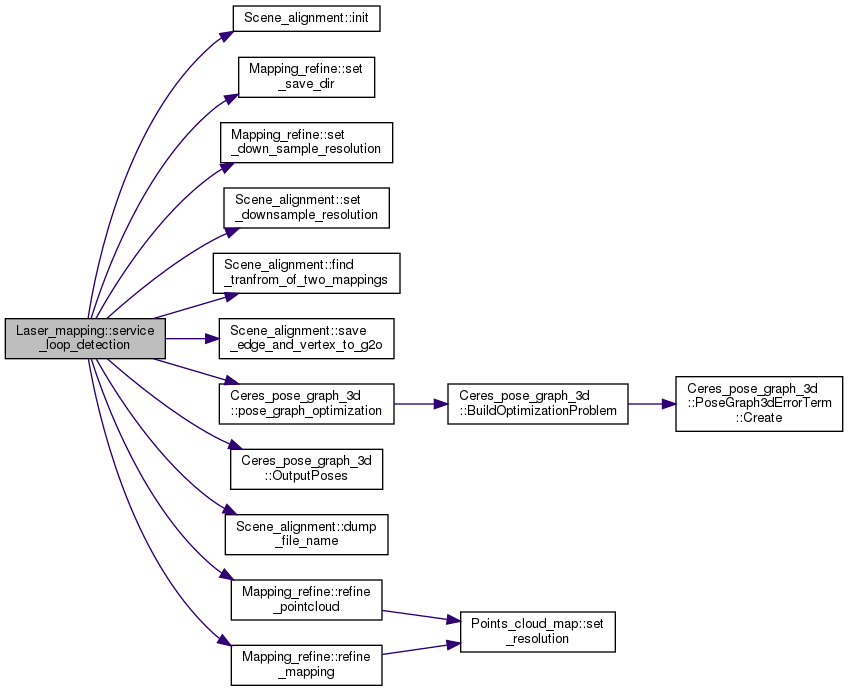 Scene_alignment::init
Mapping_refine::set
_save_dir
Mapping_refine::set
_down_sample_resolution
Scene_alignment::set
_downsample_resolution
Scene_alignment::find
_tranfrom_of_two_mappings
Laser_mapping::service
_loop_detection
Scene_alignment::save
_edge_and_vertex_to_g2o
Ceres_pose_graph_3d
::pose_graph_optimization
Ceres_pose_graph_3d
::BuildOptimizationProblem
Ceres_pose_graph_3d
::PoseGraph3dErrorTerm
::Create
Ceres_pose_graph_3d
::OutputPoses
Scene_alignment::dump
_file_name
Mapping_refine::refine
_pointcloud
Points_cloud_map::set
_resolution
Mapping_refine::refine
_mapping